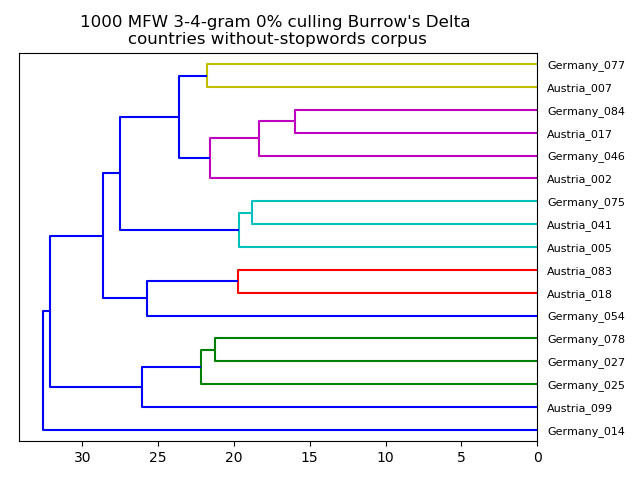 1000 MFW 3-4-gram 0% culling Burrow's Delta
countries without-stopwords corpus
Germany_077
Austria_007
Germany_084
Austria_017
Germany_046
Austria_002
Germany_075
Austria_041
Austria_005
Austria_083
Austria_018
Germany_054
Germany_078
Germany_027
Germany_025
Austria_099
Germany_014
30 25 20 15 10 5 0